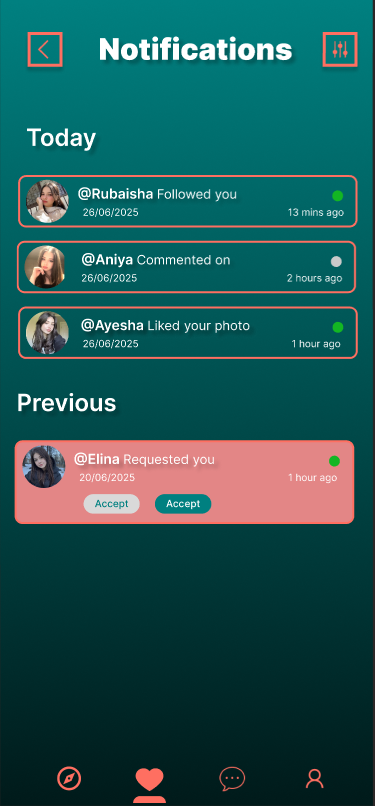 Notifications
Today
@Rubaisha Followed you
26/06/2025 13 mins ago
@Aniya Commented on
26/06/2025 2 hours ago
@Ayesha Liked your photo
26/06/2025 1 hour ago
Previous
@Elina Requested you
20/06/2025 1 hour ago
Accept Accept